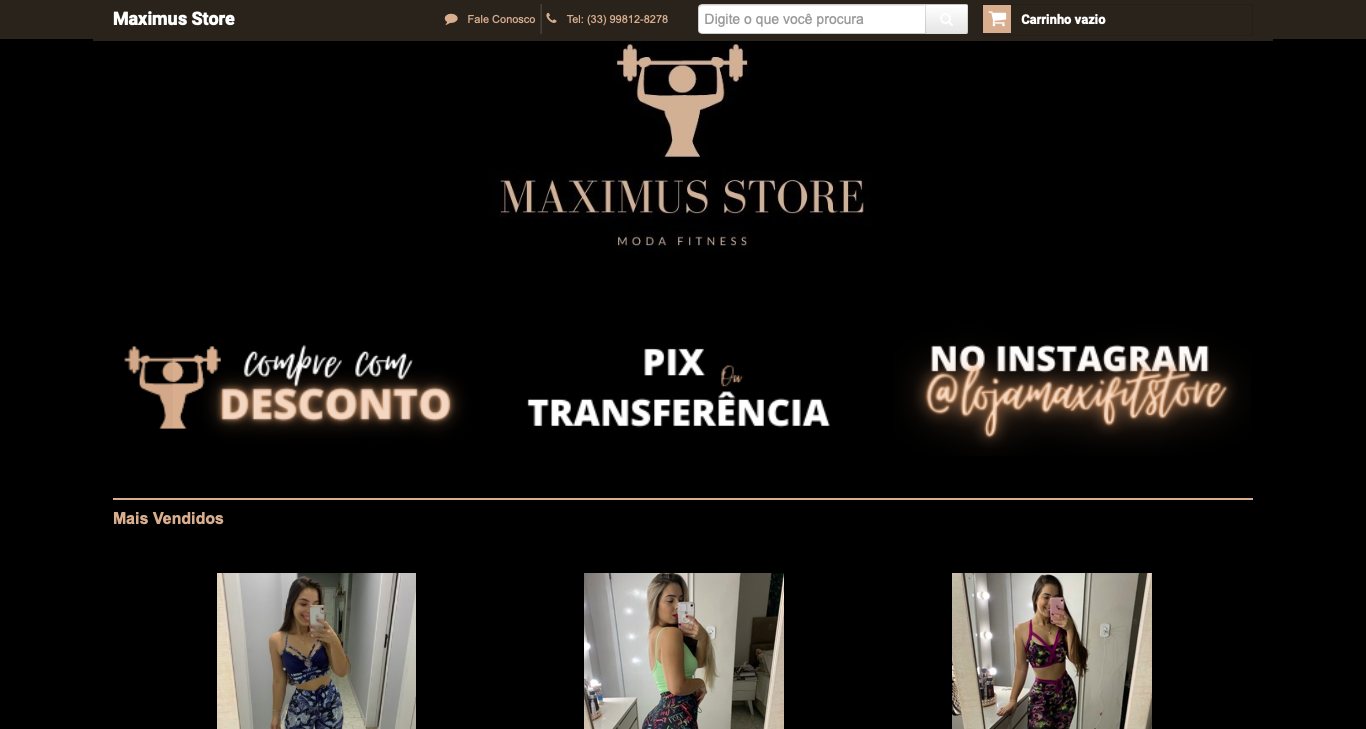 Maximus Store
Fale Conosco
Tel: (33) 99812-8278
Digite o que você procura
Carrinho vazio
MAXIMUS STORE
MODA FITNESS
compre com
DESCONTO
PIX
Ou
TRANSFERÊNCIA
NO INSTAGRAM
@lojamaxifitstore
Mais Vendidos